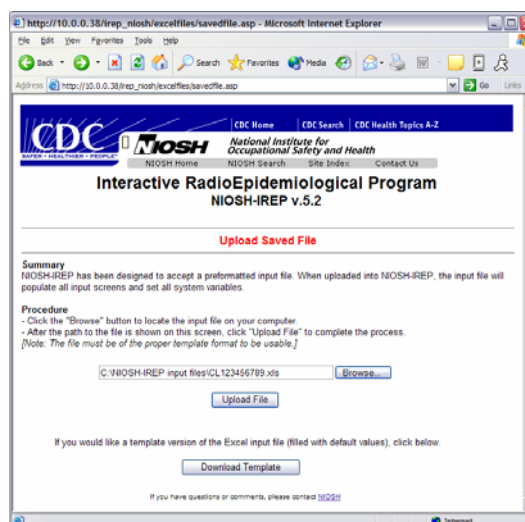 http://10.0.0.38/irep_niosh/excelfiles/savedfile.asp - Microsoft Internet Explorer
File Edit View Favorites Tools Help
Back Search Favorites Media
Address http://10.0.0.38/irep_niosh/excelfiles/savedfile.asp Go Links
CDC Home CDC Search CDC Health Topics A-Z
CDC NIOSH National Institute for
Occupational Safety and Health
SAFER • HEALTHIER • PEOPLE™
NIOSH Home NIOSH Search Site Index Contact Us
Interactive RadioEpidemiological Program
NIOSH-IREP v.5.2
Upload Saved File
Summary
NIOSH-IREP has been designed to accept a preformatted input file. When uploaded into NIOSH-IREP, the input file will
populate all input screens and set all system variables.
Procedure
- Click the "Browse" button to locate the input file on your computer.
- After the path to the file is shown on this screen, click "Upload File" to complete the process.
[Note: The file must be of the proper template format to be usable.]
C:\NIOSH-IREP input files\CL123456789.xls Browse...
Upload File
If you would like a template version of the Excel input file (filled with default values), click below.
Download Template
If you have questions or comments, please contact NIOSH
Internet